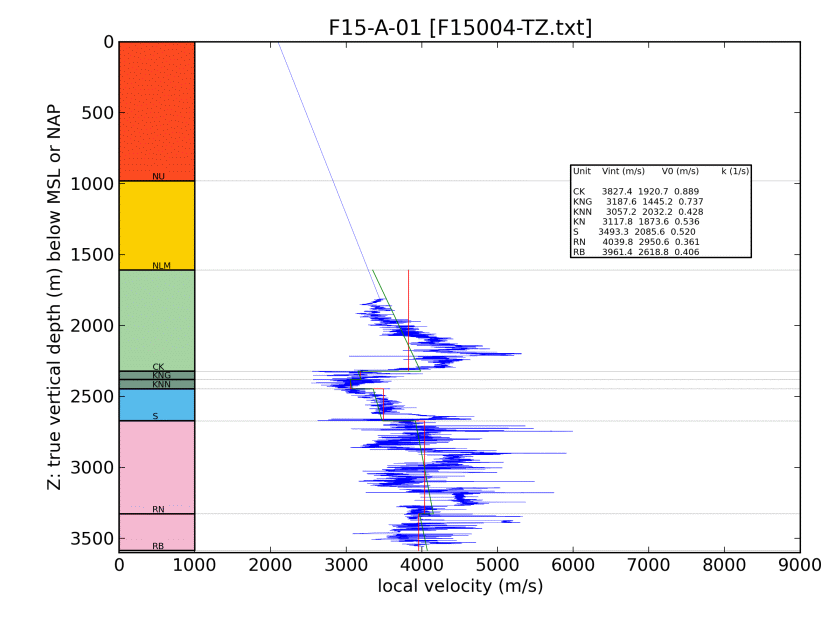 F15-A-01 [F15004-TZ.txt]
Z: true vertical depth (m) below MSL or NAP
0
500
1000
1500
2000
2500
3000
3500
NU
NLM
CK
KNG
KNN
S
RN
RB
Unit Vint (m/s) V0 (m/s) k (1/s)
CK 3827.4 1920.7 0.889
KNG 3187.6 1445.2 0.737
KNN 3057.2 2032.2 0.428
KN 3117.8 1873.6 0.536
S 3493.3 2085.6 0.520
RN 4039.8 2950.6 0.361
RB 3961.4 2618.8 0.406
0 1000 2000 3000 4000 5000 6000 7000 8000 9000
local velocity (m/s)